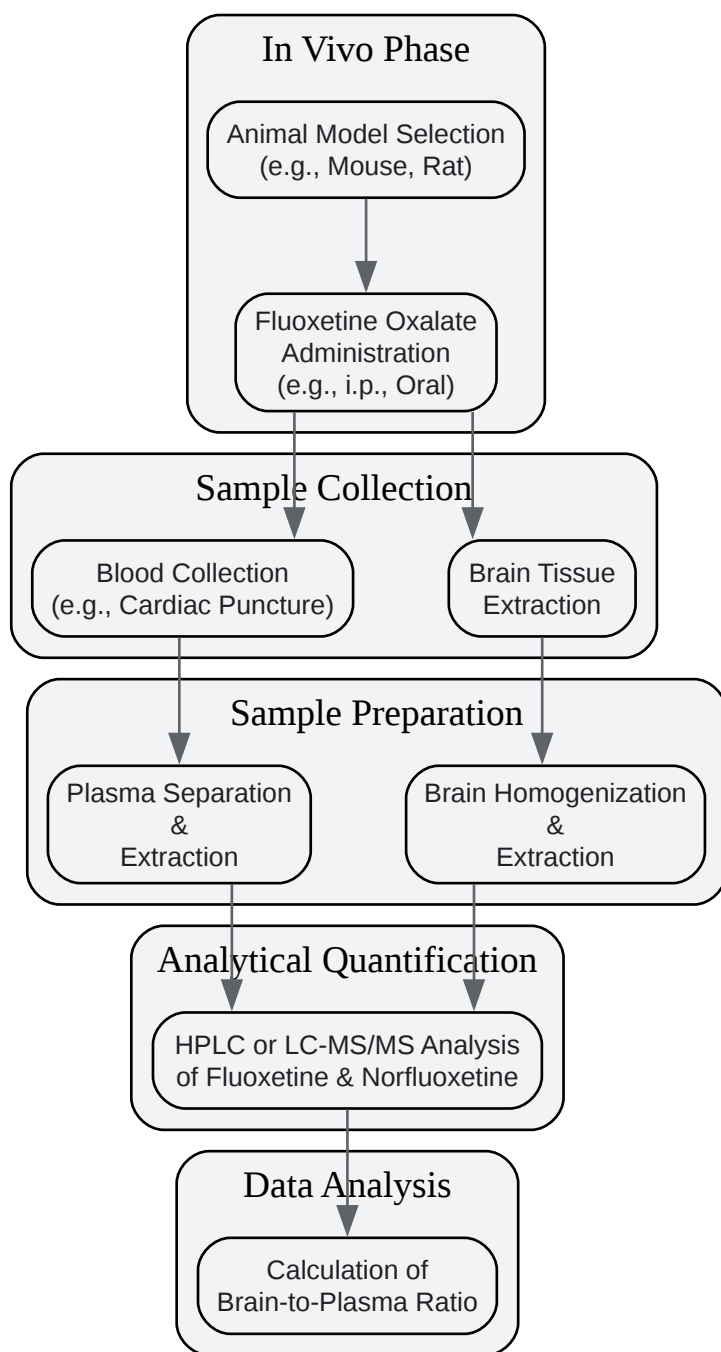 In Vivo Phase
Animal Model Selection
(e.g., Mouse, Rat)
Fluoxetine Oxalate
Administration
(e.g., i.p., Oral)
Sample Collection
Blood Collection
(e.g., Cardiac Puncture)
Brain Tissue
Extraction
Sample Preparation
Plasma Separation
&
Extraction
Brain Homogenization
&
Extraction
Analytical Quantification
HPLC or LC-MS/MS Analysis
of Fluoxetine & Norfluoxetine
Data Analysis
Calculation of
Brain-to-Plasma Ratio